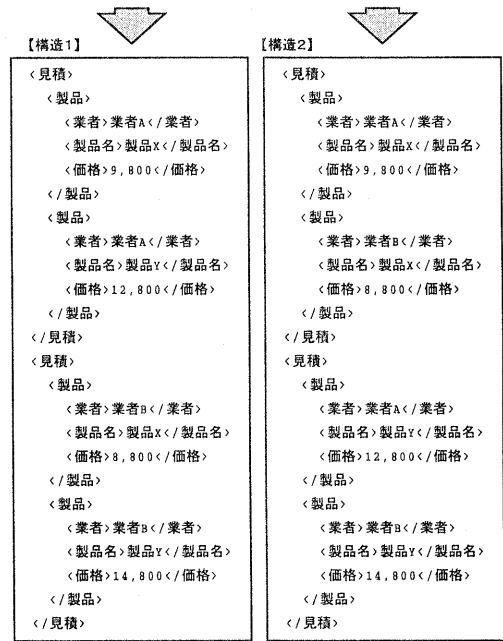 【構造1】
<見積>
<製品>
<業者>業者A</業者>
<製品名>製品X</製品名>
<価格>9,800</価格>
</製品>
<製品>
<業者>業者A</業者>
<製品名>製品Y</製品名>
<価格>12,800</価格>
</製品>
</見積>
<見積>
<製品>
<業者>業者B</業者>
<製品名>製品X</製品名>
<価格>8,800</価格>
</製品>
<製品>
<業者>業者B</業者>
<製品名>製品Y</製品名>
<価格>14,800</価格>
</製品>
</見積>
【構造2】
<見積>
<製品>
<業者>業者A</業者>
<製品名>製品X</製品名>
<価格>9,800</価格>
</製品>
<製品>
<業者>業者B</業者>
<製品名>製品X</製品名>
<価格>8,800</価格>
</製品>
</見積>
<見積>
<製品>
<業者>業者A</業者>
<製品名>製品Y</製品名>
<価格>12,800</価格>
</製品>
<製品>
<業者>業者B</業者>
<製品名>製品Y</製品名>
<価格>14,800</価格>
</製品>
</見積>